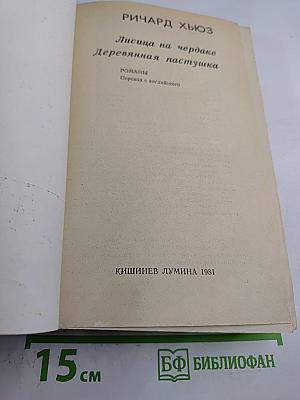 РИЧАРД ХЬЮЗ
Лисица на чердаке
Деревянная пастушка
РОМАНЫ
Перевод с английского
КИШИНЕВ ЛУМИНА 1981
15 см
БФ БИБЛИОФАН